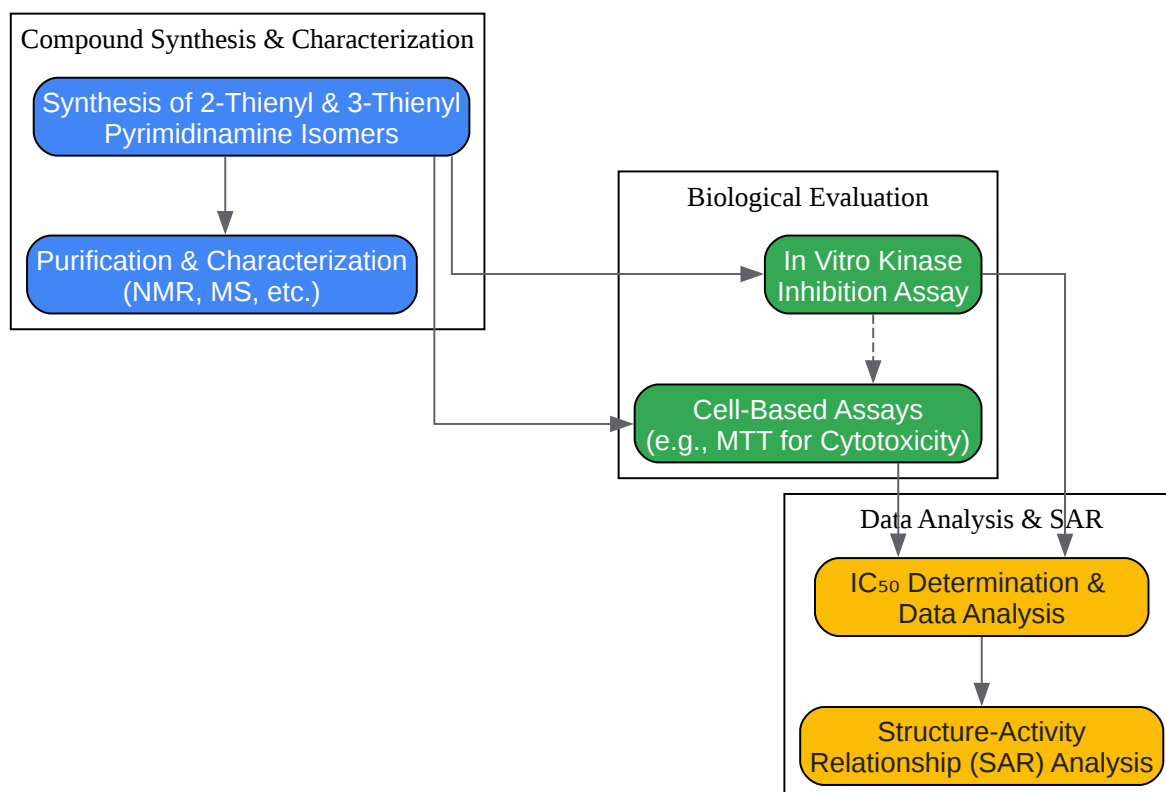 Compound Synthesis & Characterization
Synthesis of 2-Thienyl & 3-Thienyl
Pyrimidinamine Isomers
Purification & Characterization
(NMR, MS, etc.)
Biological Evaluation
In Vitro Kinase
Inhibition Assay
Cell-Based Assays
(e.g., MTT for Cytotoxicity)
Data Analysis & SAR
IC₅₀ Determination &
Data Analysis
Structure-Activity
Relationship (SAR) Analysis